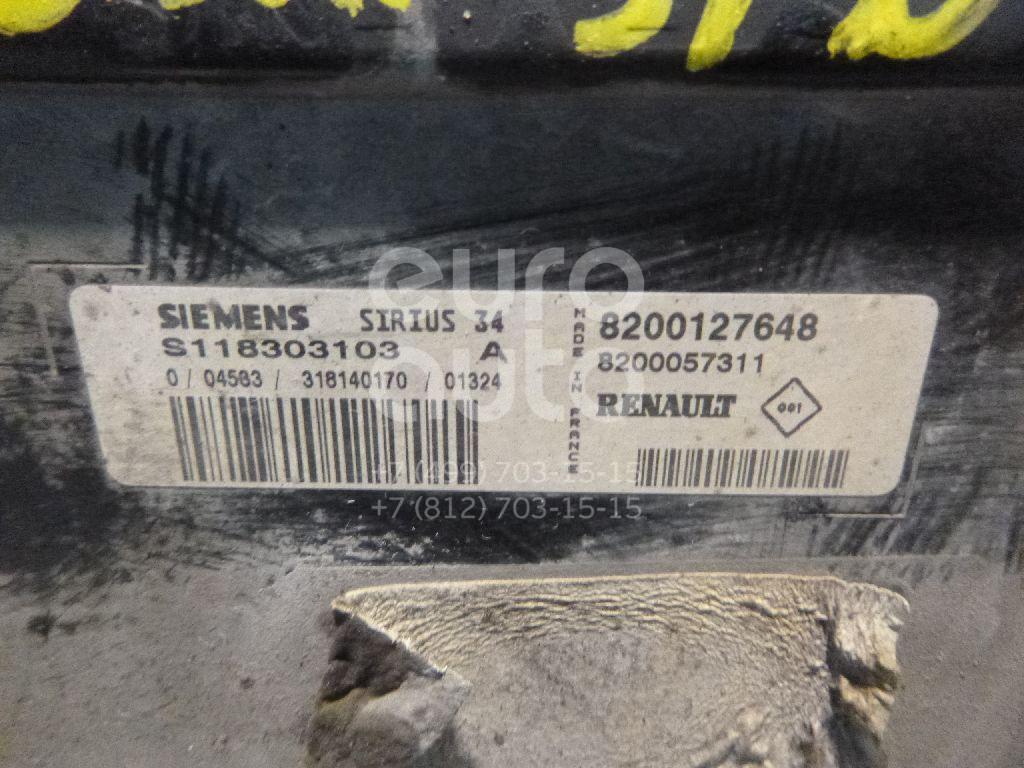 SIEMENS SIRIUS 34
S118303103 A
0 / 04563 / 318140170 / 01324
MADE IN FRANCE
8200127648
8200057311
RENAULT 001
euro
auto
+7 (499) 703-15-15
+7 (812) 703-15-15